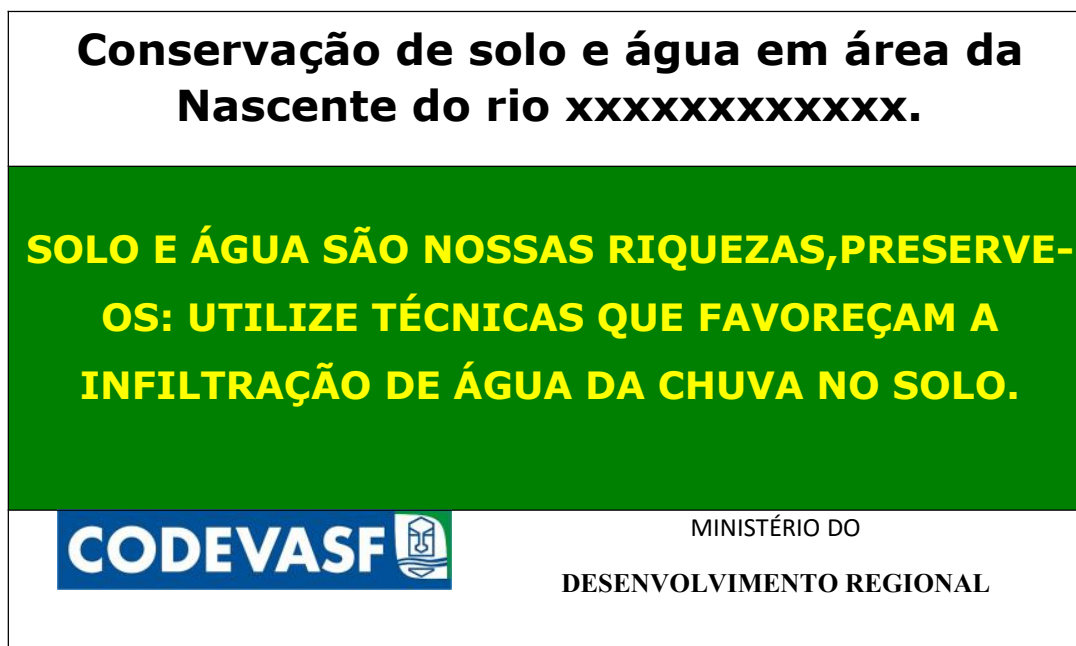 Conservação de solo e água em área da
Nascente do rio xxxxxxxxxxxx.
SOLO E ÁGUA SÃO NOSSAS RIQUEZAS,PRESERVE-
OS: UTILIZE TÉCNICAS QUE FAVOREÇAM A
INFILTRAÇÃO DE ÁGUA DA CHUVA NO SOLO.
CODEVASF
MINISTÉRIO DO
DESENVOLVIMENTO REGIONAL